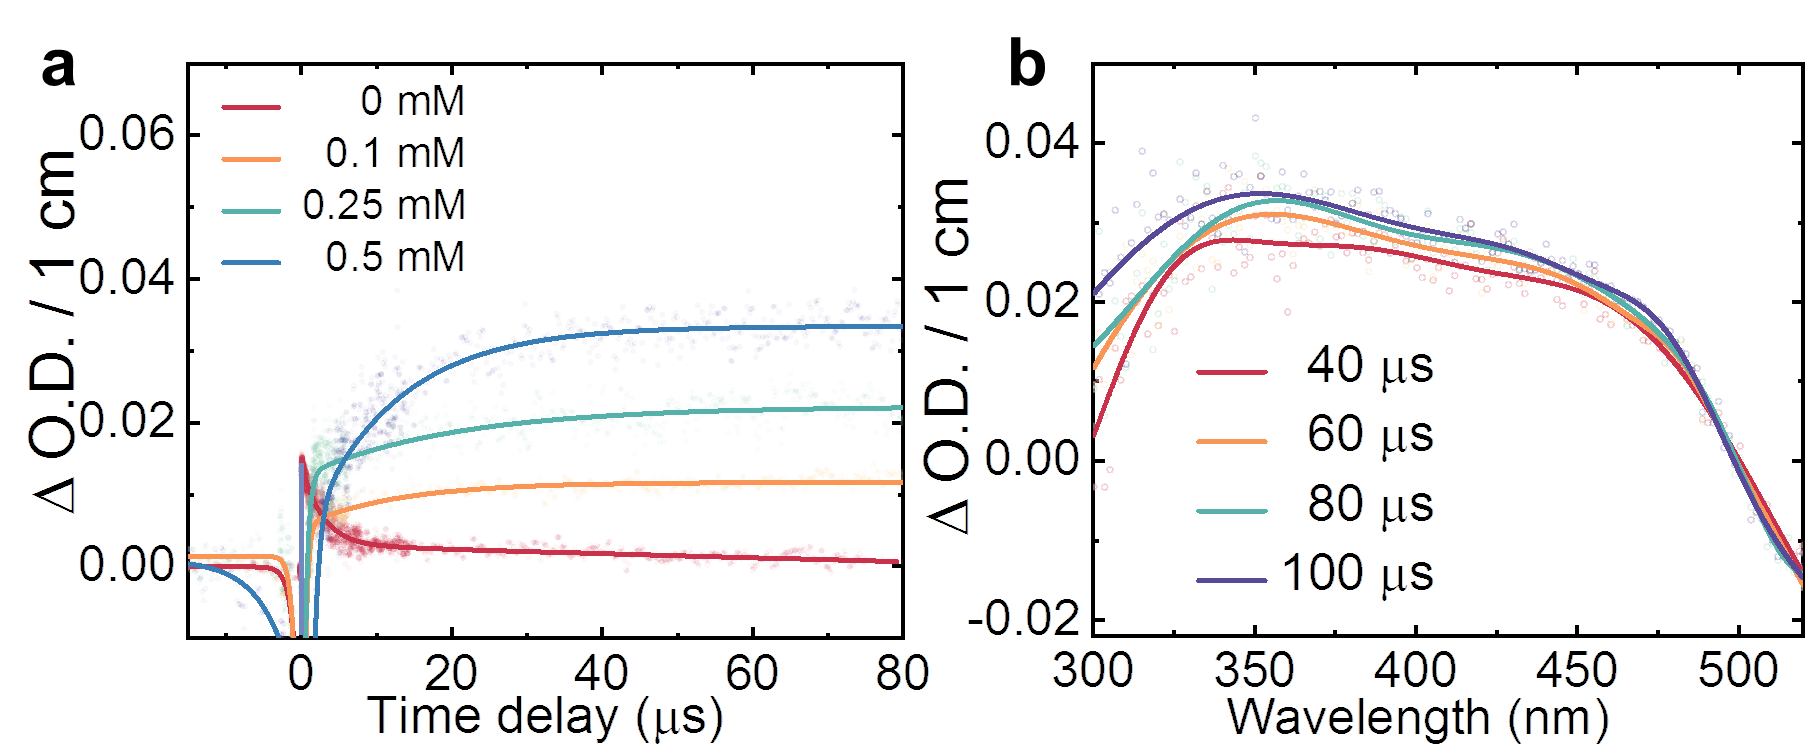 a
0 mM
0.1 mM
0.25 mM
0.5 mM
0.06
0.04
0.02
0.00
Δ O.D. / 1 cm
0
20
40
60
80
Time delay (μs)
b
0.04
0.02
0.00
-0.02
Δ O.D. / 1 cm
40 μs
60 μs
80 μs
100 μs
300
350
400
450
500
Wavelength (nm)